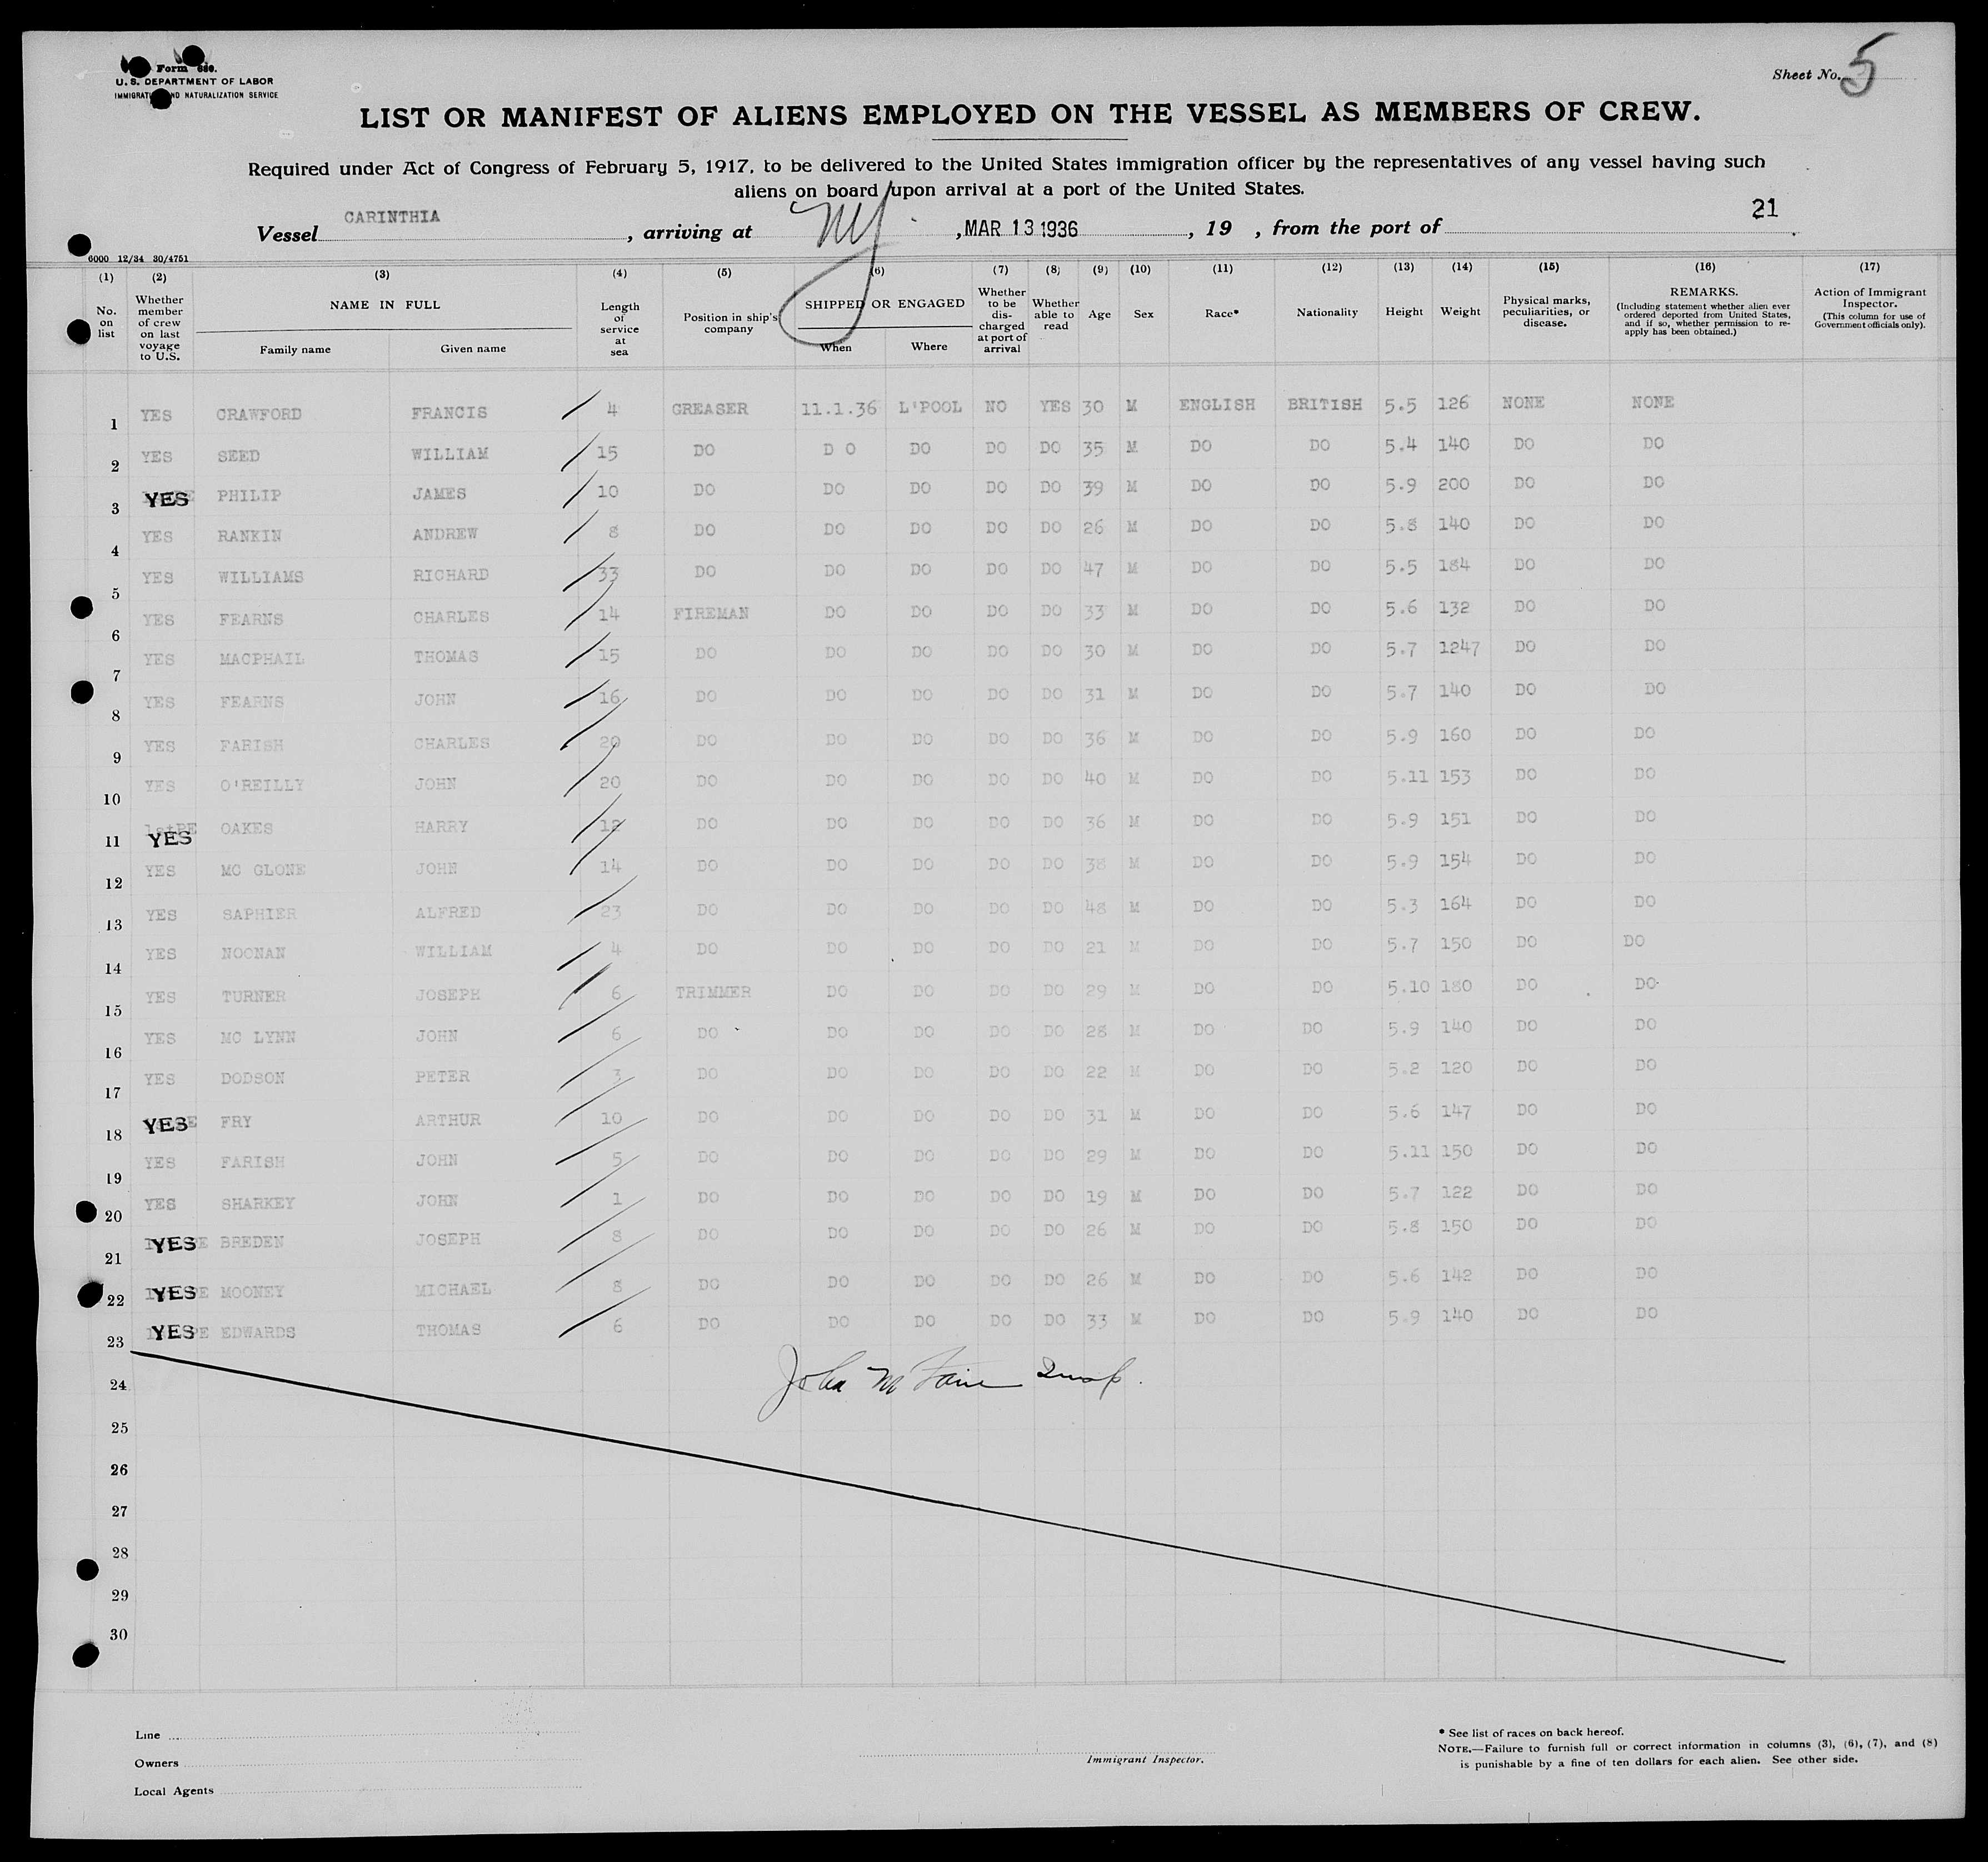 Form 680.
U. S. DEPARTMENT OF LABOR
IMMIGRATION AND NATURALIZATION SERVICE
Sheet No. 5
LIST OR MANIFEST OF ALIENS EMPLOYED ON THE VESSEL AS MEMBERS OF CREW.
Required under Act of Congress of February 5, 1917, to be delivered to the United States immigration officer by the representatives of any vessel having such
aliens on board upon arrival at a port of the United States.
21
Vessel CARINTHIA, arriving at NY, MAR 13 1936, 19 , from the port of
6000 12/34 30/4751
(1) (2) (3) (4) (5) (6) (7) (8) (9) (10) (11) (12) (13) (14) (15) (16) (17)
No. on list Whether member of crew on last voyage to U.S. NAME IN FULL Family name Given name Length of service at sea Position in ship's company SHIPPED OR ENGAGED When Where Whether to be discharged at port of arrival Whether able to read Age Sex Race* Nationality Height Weight Physical marks, peculiarities, or disease. REMARKS. (Including statement whether alien ever ordered deported from United States, and if so, whether permission to reapply has been obtained.) Action of Immigrant Inspector. (This column for use of Government officials only).
1 YES CRAWFORD FRANCIS 4 GREASER 11.1.36 L'POOL NO YES 30 M ENGLISH BRITISH 5.5 126 NONE NONE
2 YES SEED WILLIAM 15 DO D O DO DO DO 35 M DO DO 5.4 140 DO DO
3 YES PHILIP JAMES 10 DO DO DO DO DO 39 M DO DO 5.9 200 DO DO
4 YES RANKIN ANDREW 8 DO DO DO DO DO 26 M DO DO 5.8 140 DO DO
5 YES WILLIAMS RICHARD 33 DO DO DO DO DO 47 M DO DO 5.5 184 DO DO
6 YES FEARNS CHARLES 14 FIREMAN DO DO DO DO 33 M DO DO 5.6 132 DO DO
7 YES MACPHAIL THOMAS 15 DO DO DO DO DO 30 M DO DO 5.7 1247 DO DO
8 YES FEARNS JOHN 16 DO DO DO DO DO 31 M DO DO 5.7 140 DO DO
9 YES FARISH CHARLES 20 DO DO DO DO DO 36 M DO DO 5.9 160 DO DO
10 YES O'REILLY JOHN 20 DO DO DO DO DO 40 M DO DO 5.11 153 DO DO
11 YES OAKES HARRY 12 DO DO DO DO DO 36 M DO DO 5.9 151 DO DO
12 YES MC GLONE JOHN 14 DO DO DO DO DO 38 M DO DO 5.9 154 DO DO
13 YES SAPHIER ALFRED 23 DO DO DO DO DO 48 M DO DO 5.3 164 DO DO
14 YES NOONAN WILLIAM 4 DO DO DO DO DO 21 M DO DO 5.7 150 DO DO
15 YES TURNER JOSEPH 6 TRIMMER DO DO DO DO 29 M DO DO 5.10 180 DO DO
16 YES MC LYNN JOHN 6 DO DO DO DO DO 28 M DO DO 5.9 140 DO DO
17 YES DODSON PETER 3 DO DO DO DO DO 22 M DO DO 5.2 120 DO DO
18 YES FRY ARTHUR 10 DO DO DO DO DO 31 M DO DO 5.6 147 DO DO
19 YES FARISH JOHN 5 DO DO DO DO DO 29 M DO DO 5.11 150 DO DO
20 YES SHARKEY JOHN 1 DO DO DO DO DO 19 M DO DO 5.7 122 DO DO
21 YES BREDEN JOSEPH 8 DO DO DO DO DO 26 M DO DO 5.8 150 DO DO
22 YES MOONEY MICHAEL 8 DO DO DO DO DO 26 M DO DO 5.6 142 DO DO
23 YES EDWARDS THOMAS 6 DO DO DO DO DO 33 M DO DO 5.9 140 DO DO
John Insp.
24
25
26
27
28
29
30
Line
Owners
Local Agents
Immigrant Inspector.
* See list of races on back hereof.
NOTE.—Failure to furnish full or correct information in columns (3), (6), (7), and (8)
is punishable by a fine of ten dollars for each alien. See other side.